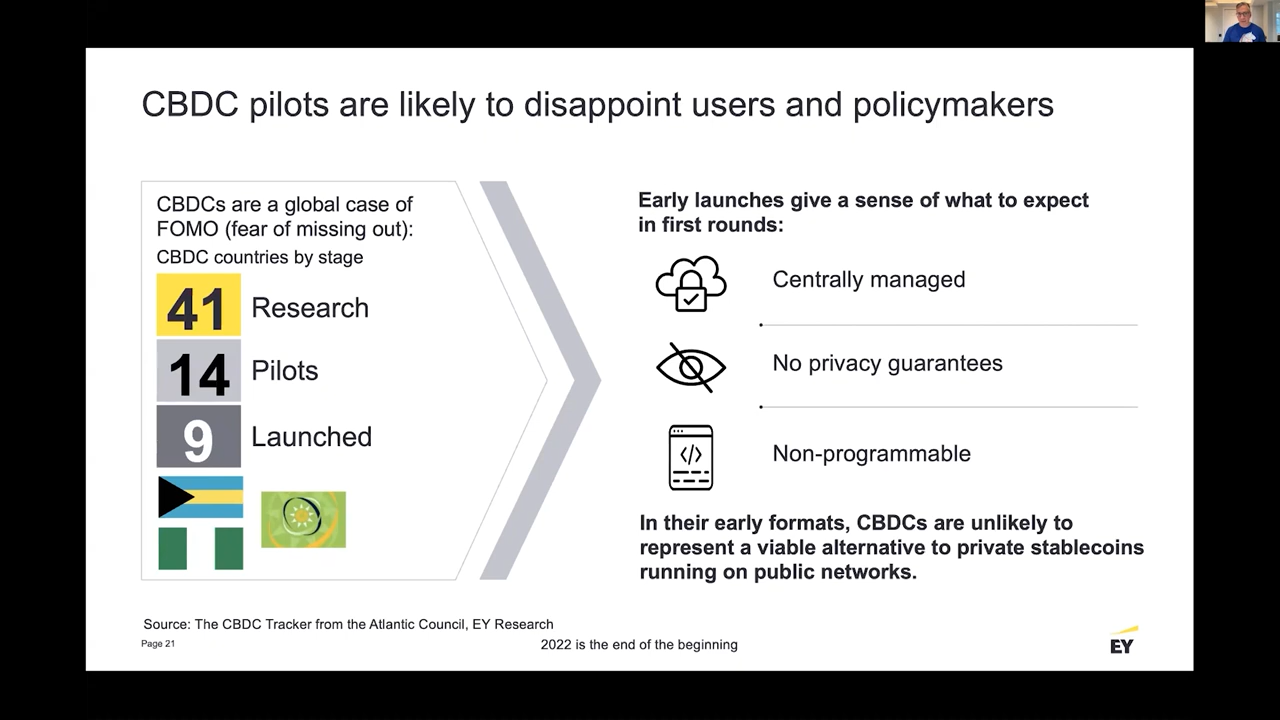 CBDC pilots are likely to disappoint users and policymakers
CBDCs are a global case of
FOMO (fear of missing out):
CBDC countries by stage
41 Research
14 Pilots
9 Launched
Early launches give a sense of what to expect
in first rounds:
Centrally managed
No privacy guarantees
</>
Non-programmable
In their early formats, CBDCs are unlikely to
represent a viable alternative to private stablecoins
running on public networks.
Source: The CBDC Tracker from the Atlantic Council, EY Research
Page 21
2022 is the end of the beginning
EY